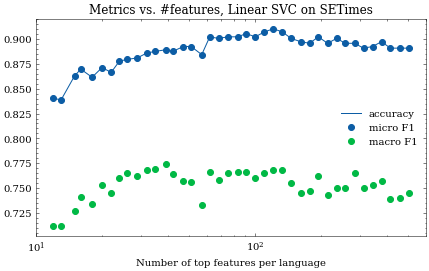 Metrics vs. #features, Linear SVC on SETimes
0.900
0.875
0.850
0.825
0.800
0.775
0.750
0.725
accuracy
micro F1
macro F1
10^1
10^2
Number of top features per language